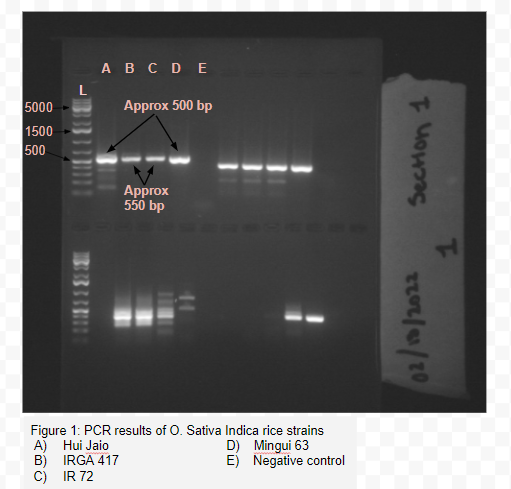 A B C D E
L
5000
Approx 500 bp
1500
500
Approx
550 bp
02/10/2022 Section 1
1
Figure 1: PCR results of O. Sativa Indica rice strains
A) Hui Jaio D) Mingui 63
B) IRGA 417 E) Negative control
C) IR 72